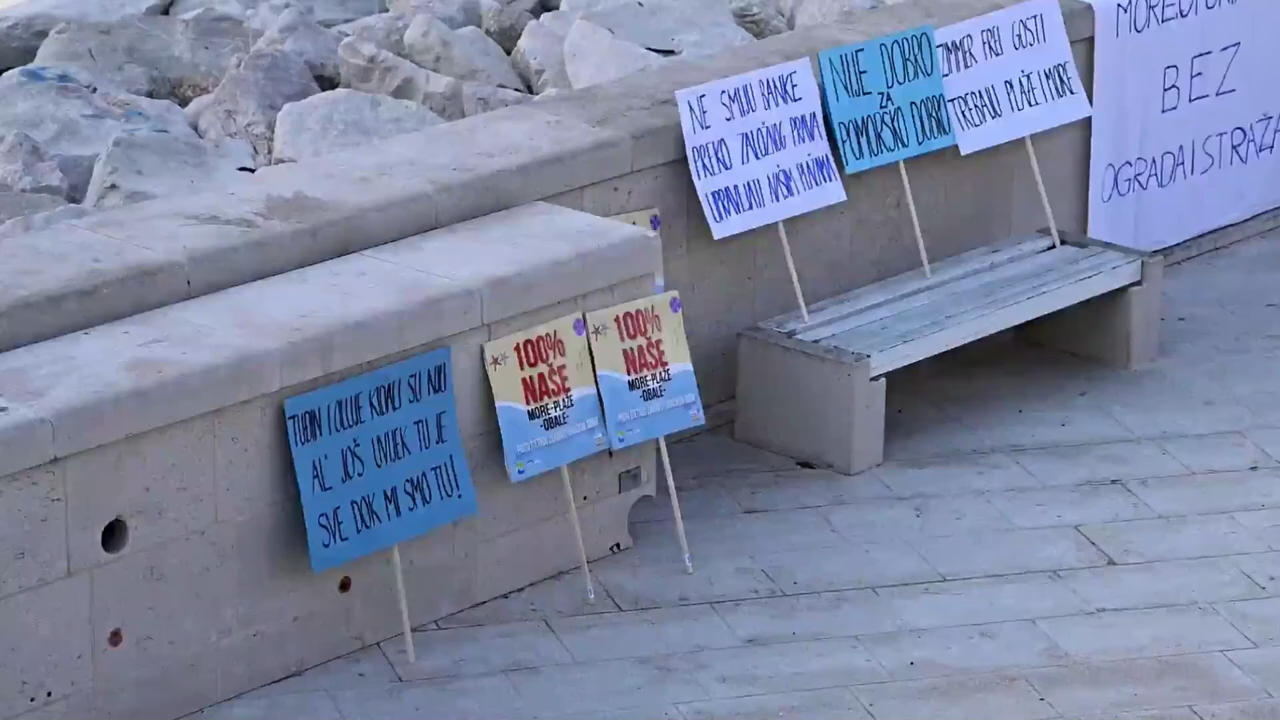 TUĐIN I OLUJE KIDALI SU NJU
AL' JOŠ UVIJEK TU JE
SVE DOK MI SMO TU!
100%
NAŠE
MORE-PLAŽE
-OBALE-
100%
NAŠE
MORE-PLAŽE
-OBALE-
NE SMIJU BANKE
PREKO ZALOŽNOG PRAVA
UPRAVLJATI NAŠIM PLAŽAMA
NIJE DOBRO
ZA
POMORSKO DOBRO
ZIMMER FREI GOSTI
TREBAJU PLAŽE I MORE
BEZ
OGRADA I STRAŽA